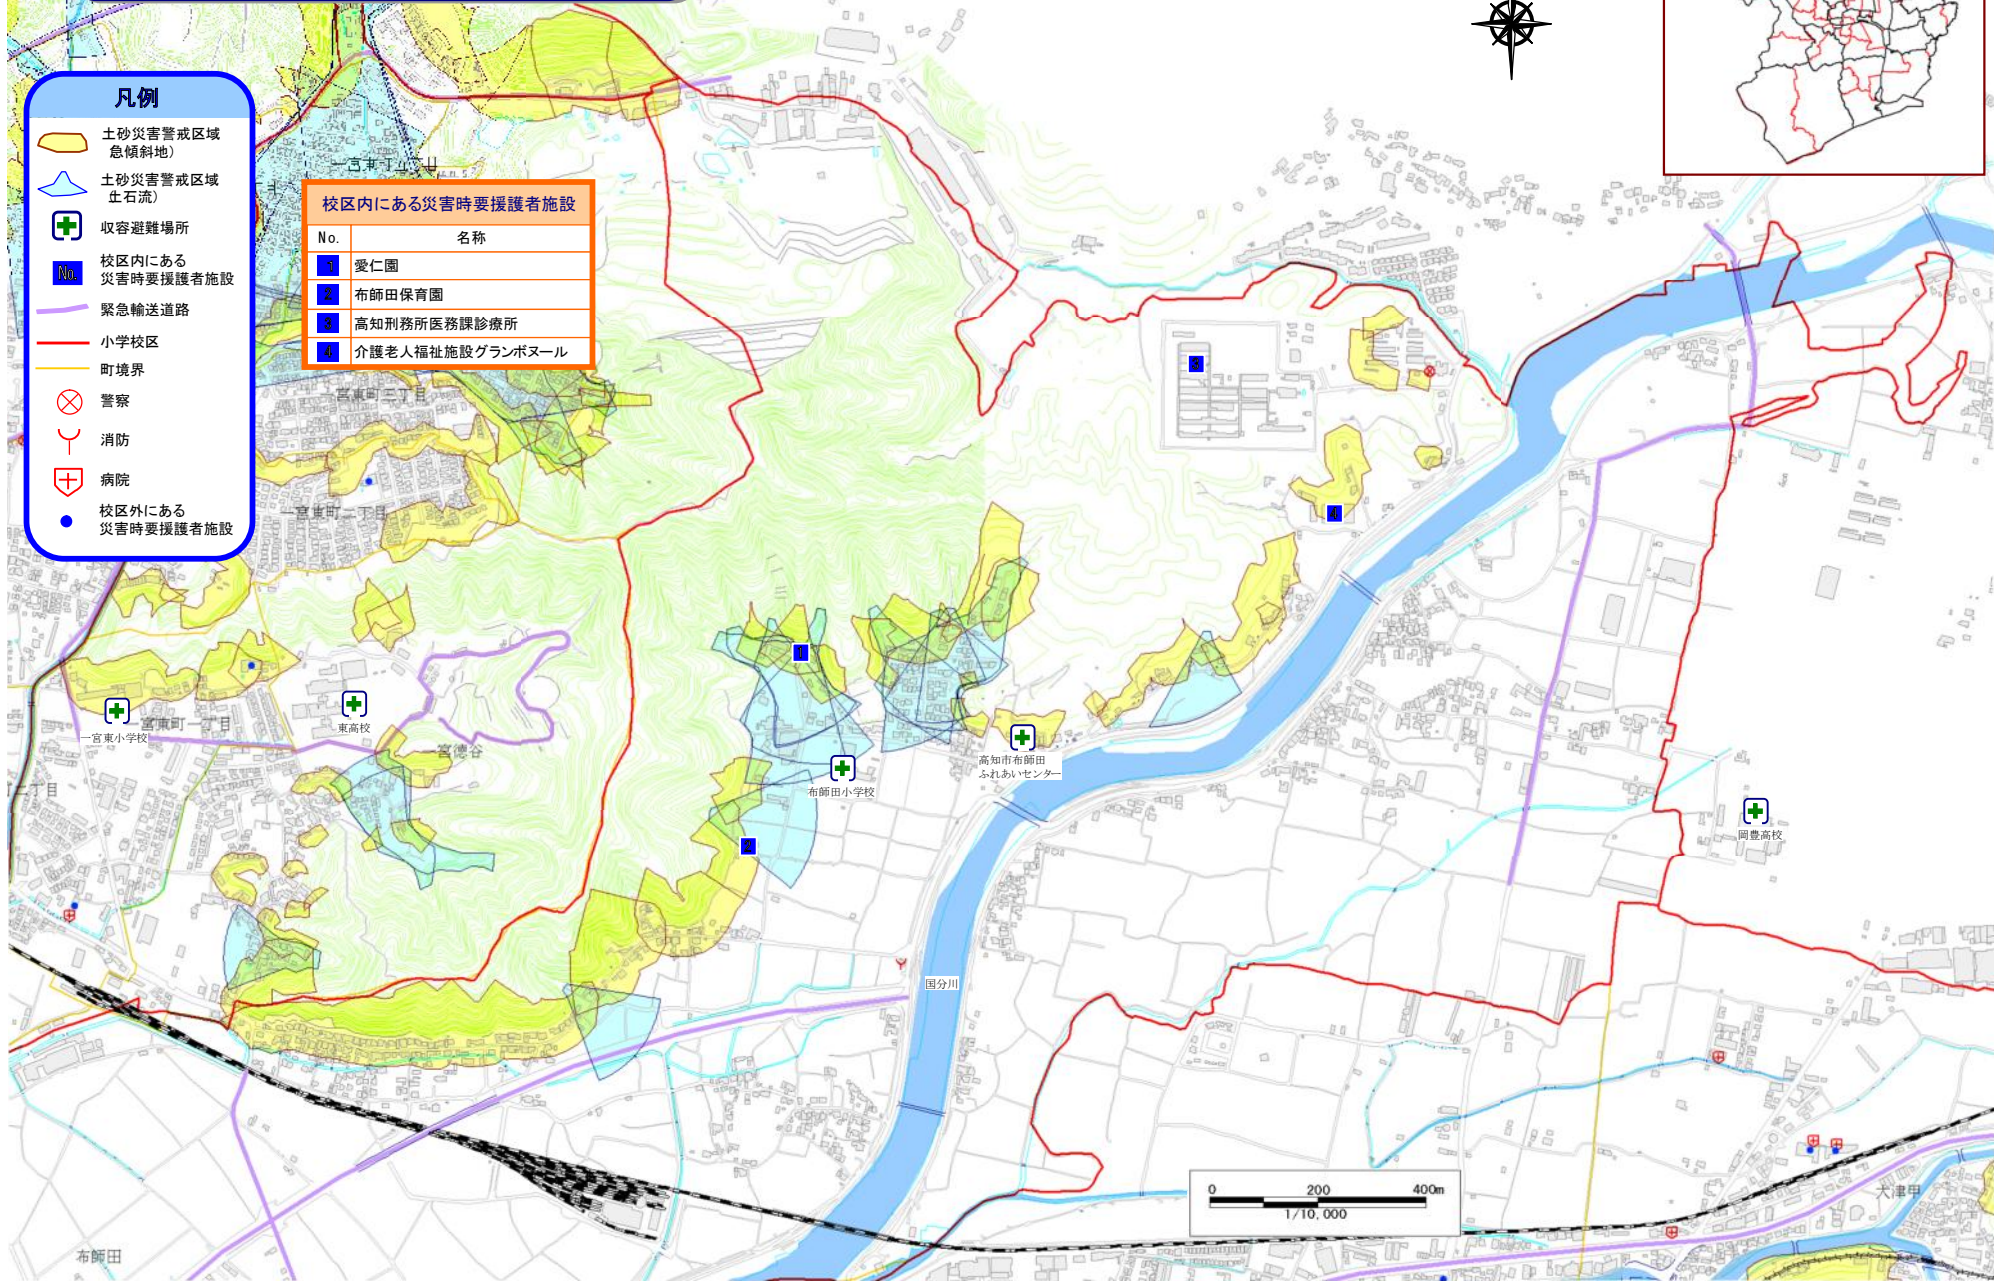 凡例
土砂災害警戒区域
急傾斜地）
土砂災害警戒区域
土石流）
収容避難場所
No.
校区内にある
災害時要援護者施設
緊急輸送道路
小学校区
町境界
警察
消防
病院
校区外にある
災害時要援護者施設
校区内にある災害時要援護者施設
No. 名称
1 愛仁園
2 布師田保育園
3 高知刑務所医務課診療所
4 介護老人福祉施設グランボヌール
一宮東町三丁目
一宮東町二丁目
3
4
1
一宮東町一丁目
一宮東小学校
東高校
一宮徳谷
二丁目
高知市布師田
ふれあいセンター
布師田小学校
2
岡豊高校
国分川
0 200 400m
1/10,000
大津甲
布師田